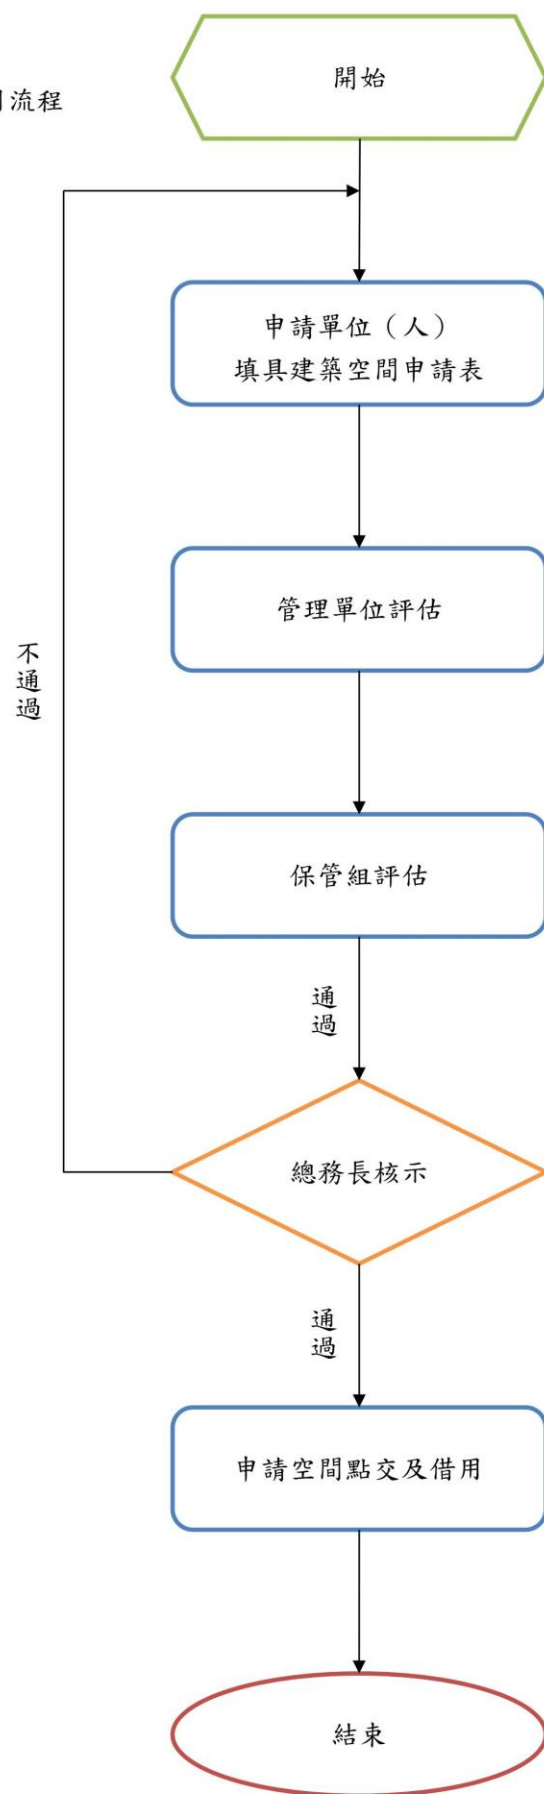 開始
流程
申請單位（人）
填具建築空間申請表
管理單位評估
不通過
保管組評估
通過
總務長核示
通過
申請空間點交及借用
結束